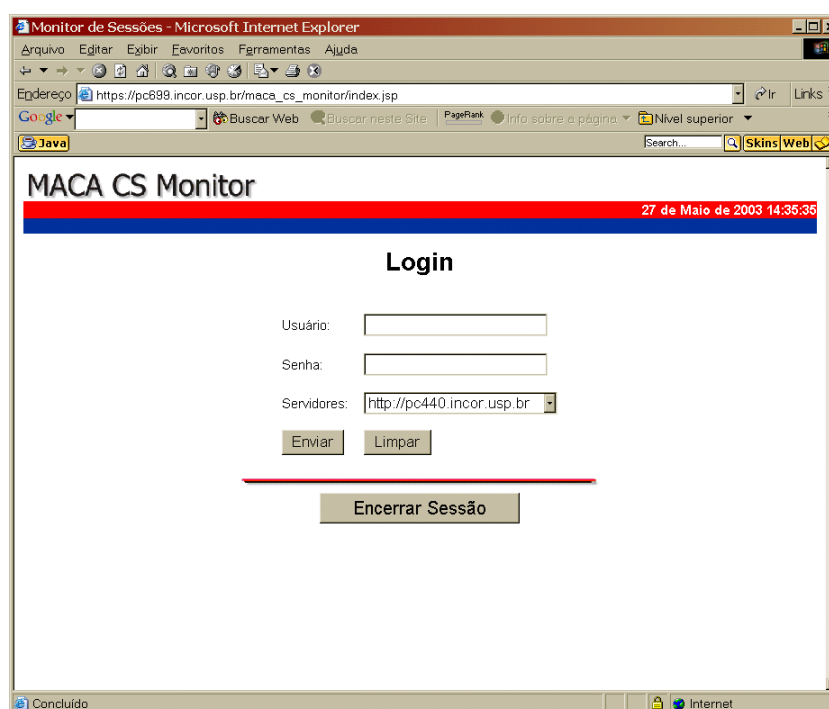 Monitor de Sessões - Microsoft Internet Explorer
Arquivo Editar Exibir Favoritos Ferramentas Ajuda
Endereço https://pc699.incor.usp.br/maca_cs_monitor/index.jsp Ir Links
Google Buscar Web Buscar neste Site PageRank Info sobre a página Nível superior
Java Search... Skins Web
MACA CS Monitor
27 de Maio de 2003 14:35:35
Login
Usuário:
Senha:
Servidores: http://pc440.incor.usp.br
Enviar Limpar
Encerrar Sessão
Concluído Internet